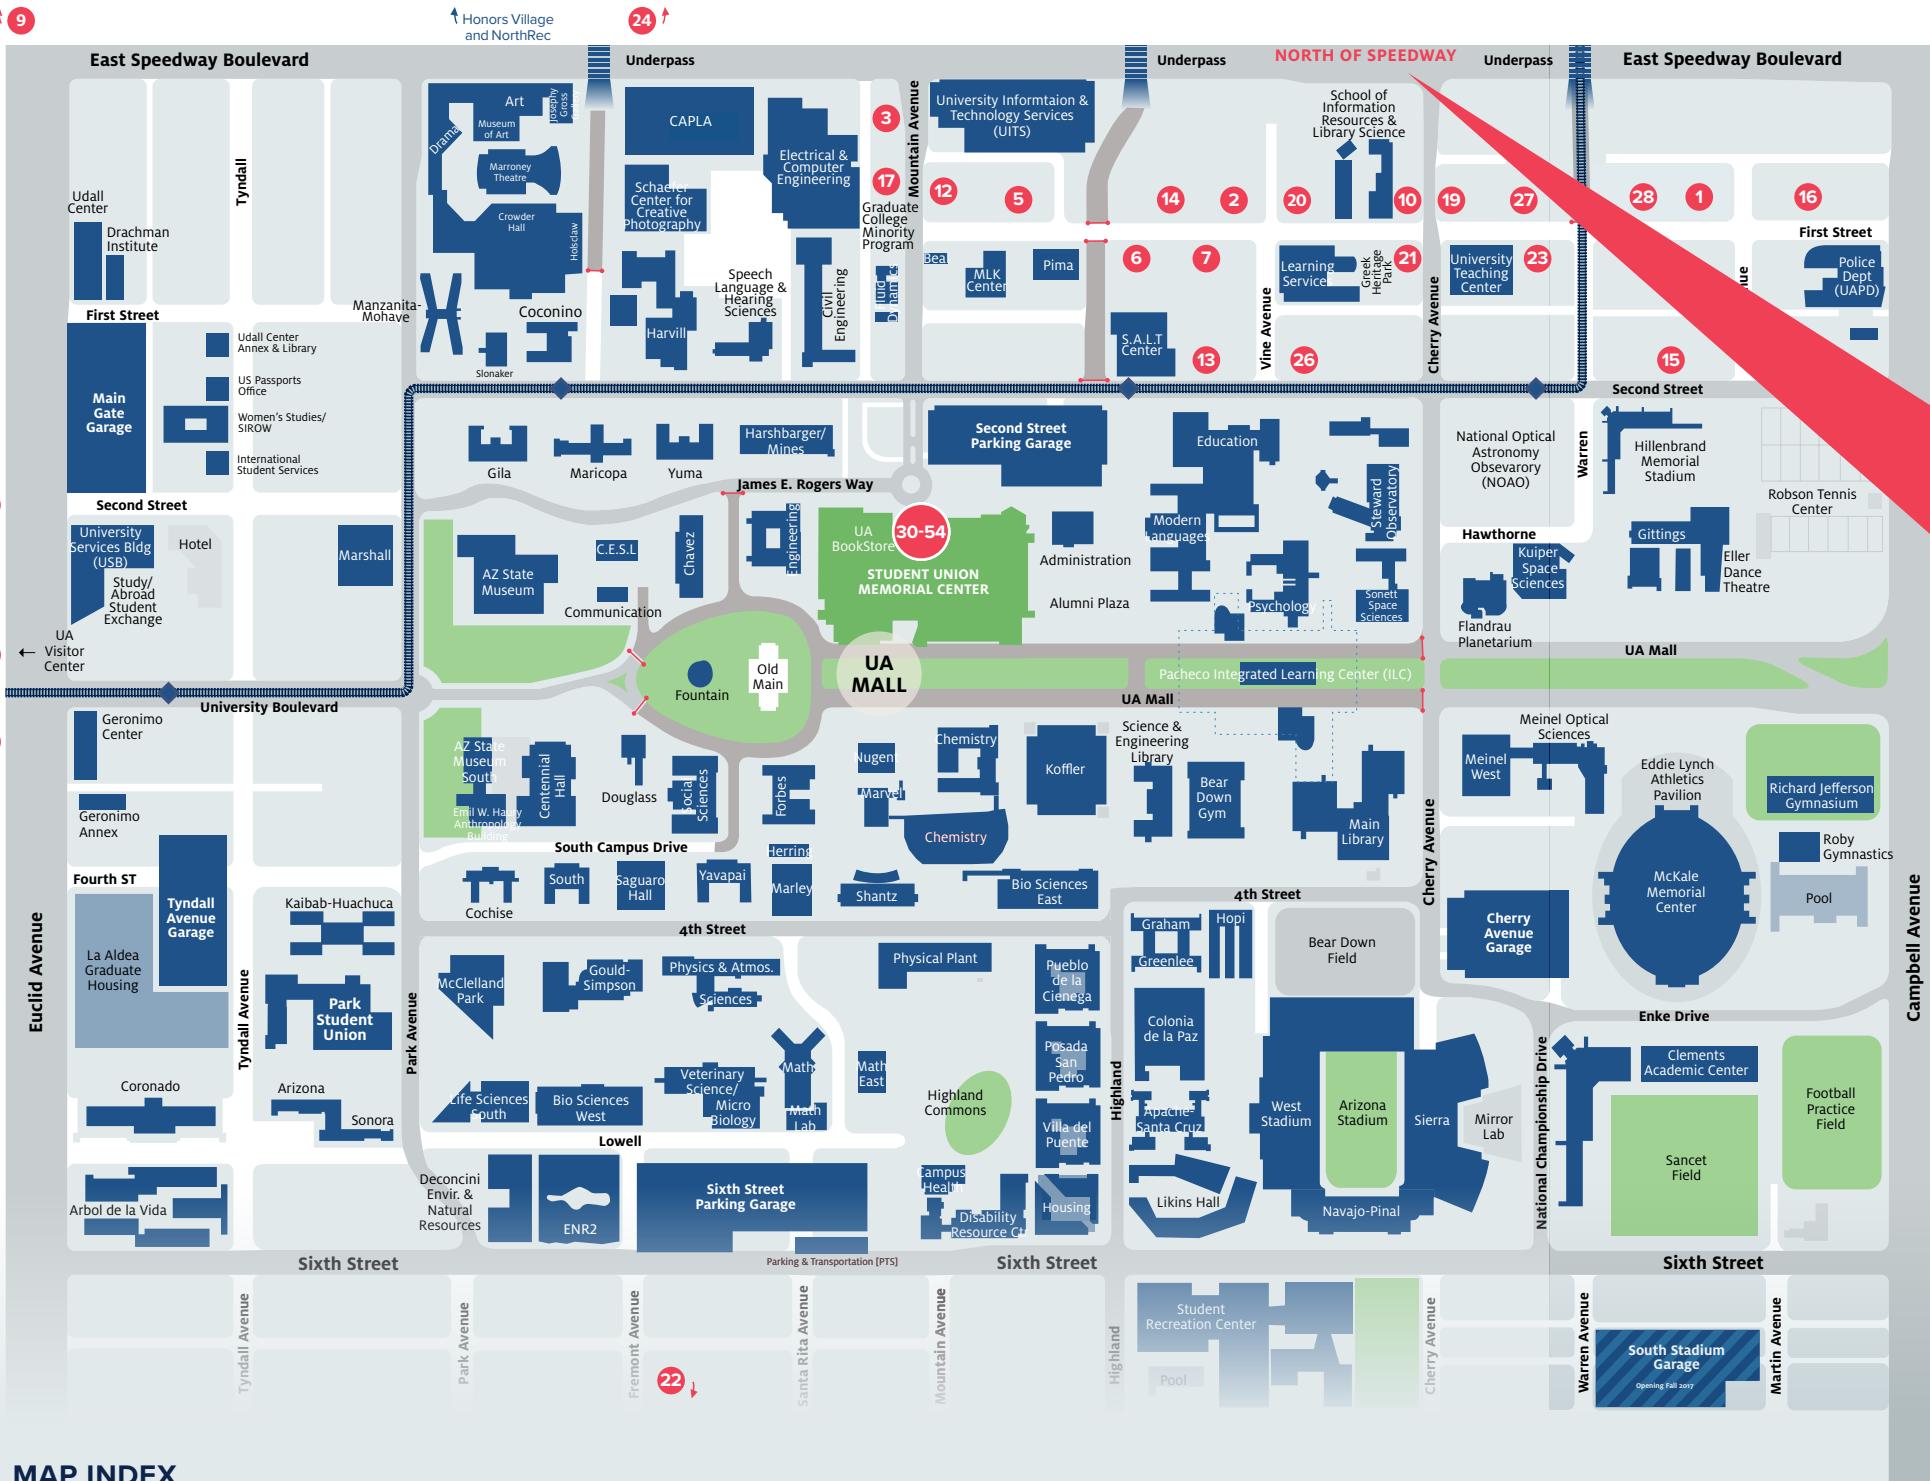 9
Honors Village
and NorthRec
24
East Speedway Boulevard
Underpass
Underpass
NORTH OF SPEEDWAY
Underpass
East Speedway Boulevard
Art
Josephy
Gross
Gallery
Museum
of Art
Drama
Marroney
Theatre
Crowder
Hall
Holsclaw
CAPLA
Electrical &
Computer
Engineering
Schaefer
Center for
Creative
Photography
3
17
Mountain Avenue
Graduate
College
Minority
Program
University Informtaion &
Technology Services
(UITS)
12
5
14
2
20
School of
Information
Resources &
Library Science
10
19
27
28
1
16
Tyndall
Udall
Center
Drachman
Institute
First Street
Manzanita-
Mohave
Slonaker
Coconino
Harvill
Speech
Language &
Hearing
Sciences
Civil
Engineering
Fluid
Dynamics
Bea
MLK
Center
Pima
6
7
Learning
Services
Greek
Heritage
Park
21
University
Teaching
Center
23
First Street
Police
Dept
(UAPD)
nue
Vine Avenue
Cherry Avenue
S.A.L.T
Center
13
26
15
Second Street
Main
Gate
Garage
Udall Center
Annex & Library
US Passports
Office
Women's Studies/
SIROW
International
Student Services
Second Street
Gila
Maricopa
Yuma
Harshbarger/
Mines
James E. Rogers Way
Second Street
Parking Garage
Education
Steward
Observatory
National Optical
Astronomy
Obsevarory
(NOAO)
Warren
Hillenbrand
Memorial
Stadium
Robson Tennis
Center
University
Services Bldg
(USB)
Study/
Abroad
Student
Exchange
Hotel
Marshall
AZ State
Museum
C.E.S.L
Communication
Chavez
Engineering
UA
BookStore
30-54
STUDENT UNION
MEMORIAL CENTER
Administration
Alumni Plaza
Modern
Languages
Psychology
Sonett
Space
Sciences
Hawthorne
Kuiper
Space
Sciences
Flandrau
Planetarium
Gittings
Eller
Dance
Theatre
UA
Visitor
Center
Fountain
Old
Main
UA
MALL
Pacheco Integrated Learning Center (ILC)
UA Mall
UA Mall
University Boulevard
Geronimo
Center
Geronimo
Annex
AZ State
Museum
South
Emil W. Haury
Anthropology
Building
Centennial
Hall
Douglass
Social
Sciences
Forbes
Nugent
Marvel
Chemistry
Chemistry
Koffler
Science &
Engineering
Library
Bear
Down
Gym
Main
Library
Cherry Avenue
Meinel Optical
Sciences
Meinel
West
Eddie Lynch
Athletics
Pavilion
Richard Jefferson
Gymnasium
Roby
Gymnastics
Pool
McKale
Memorial
Center
South Campus Drive
Herring
Cochise
South
Saguaro
Hall
Yavapai
Marley
Shantz
Bio Sciences
East
4th Street
4th Street
Fourth ST
Tyndall
Avenue
Garage
La Aldea
Graduate
Housing
Kaibab-Huachuca
Park
Student
Union
Euclid Avenue
Tyndall Avenue
Park Avenue
McClelland
Park
Gould-
Simpson
Physics & Atmos.
Sciences
Physical Plant
Pueblo
de la
Cienega
Graham
Greenlee
Hopi
Bear Down
Field
Cherry
Avenue
Garage
Campbell Avenue
Enke Drive
Colonia
de la Paz
Posada
San
Pedro
Math
Math
East
Veterinary
Science/
Micro
Biology
Math
Lab
Life Sciences
South
Bio Sciences
West
Highland
Commons
Highland
Villa del
Puente
Apache-
Santa Cruz
West
Stadium
Arizona
Stadium
Sierra
Mirror
Lab
National Championship Drive
Clements
Academic Center
Football
Practice
Field
Sancet
Field
Coronado
Arizona
Sonora
Lowell
Arbol de la Vida
Deconcini
Envir. &
Natural
Resources
ENR2
Sixth Street
Parking Garage
Campus
Health
Disability
Resource Ctr
Housing
Likins Hall
Navajo-Pinal
Sixth Street
Parking & Transportation [PTS]
Sixth Street
Sixth Street
Tyndall Avenue
Park Avenue
Fremont Avenue
22
Santa Rita Avenue
Mountain Avenue
Highland
Student
Recreation Center
Pool
Cherry Avenue
Warren Avenue
South Stadium
Garage
Opening Fall 2017
Martin Avenue
MAP INDEX